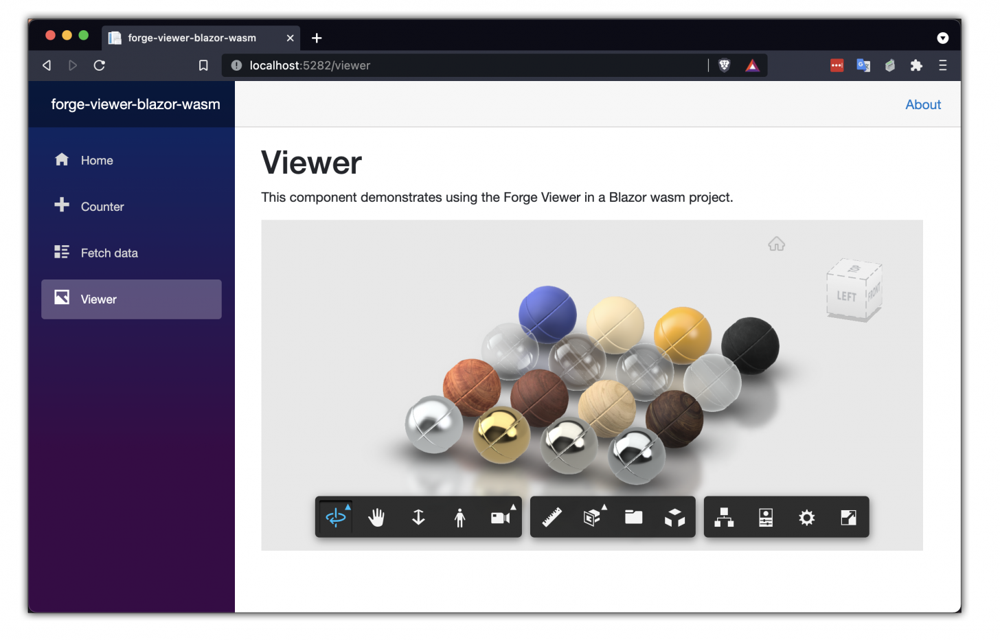 forge-viewer-blazor-wasm
localhost:5282/viewer
forge-viewer-blazor-wasm
About
Home
Counter
Fetch data
Viewer
Viewer
This component demonstrates using the Forge Viewer in a Blazor wasm project.
TOP
LEFT
FRONT